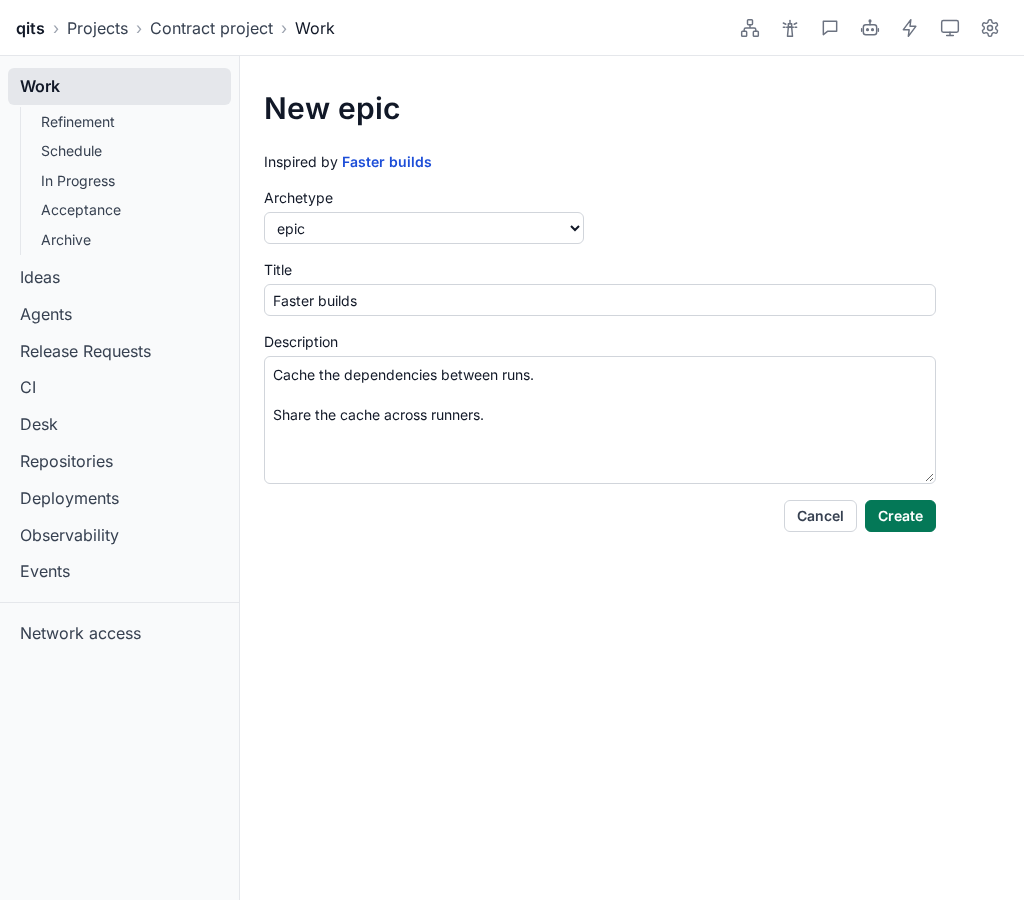 qits › Projects › Contract project › Work
Work
Refinement
Schedule
In Progress
Acceptance
Archive
Ideas
Agents
Release Requests
CI
Desk
Repositories
Deployments
Observability
Events
Network access
New epic
Inspired by Faster builds
Archetype
epic
Title
Faster builds
Description
Cache the dependencies between runs.
Share the cache across runners.
Cancel Create